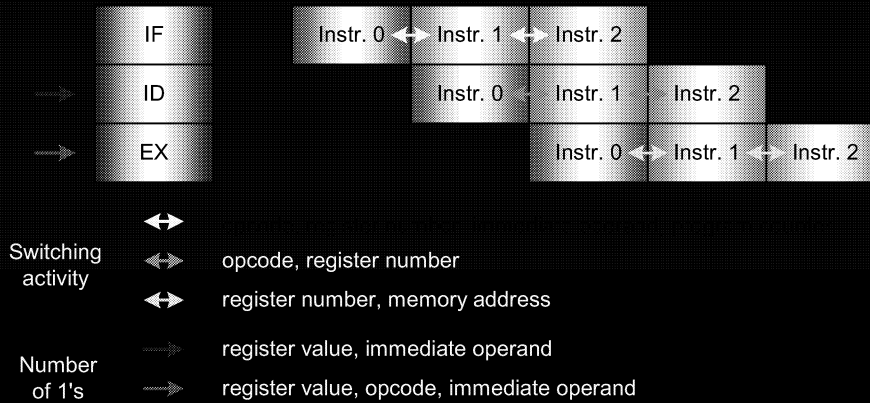 IF Instr. 0 Instr. 1 Instr. 2
ID Instr. 0 Instr. 1 Instr. 2
EX Instr. 0 Instr. 1 Instr. 2
Switching
activity
opcode, register number
register number, memory address
Number
of 1's
register value, immediate operand
register value, opcode, immediate operand